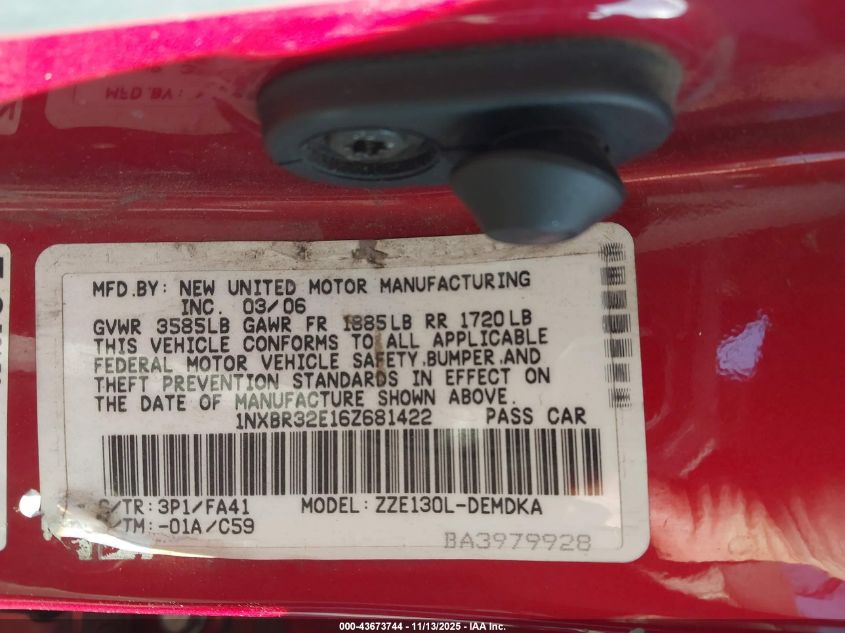 MFD.BY:
MFD.BY: NEW UNITED MOTOR MANUFACTURING
INC. 03/06
GVWR 3585LB GAWR FR 1885LB RR 1720LB
THIS VEHICLE CONFORMS TO ALL APPLICABLE
FEDERAL MOTOR VEHICLE SAFETY,BUMPER,AND
THEFT PREVENTION STANDARDS IN EFFECT ON
THE DATE OF MANUFACTURE SHOWN ABOVE.
1NXBR32E16Z681422 PASS CAR
/TR: 3P1/FA41 MODEL: ZZE130L-DEMDKA
/TM: -01A/C59
BA3979928
000-43673744 - 11/13/2025 - IAA Inc.